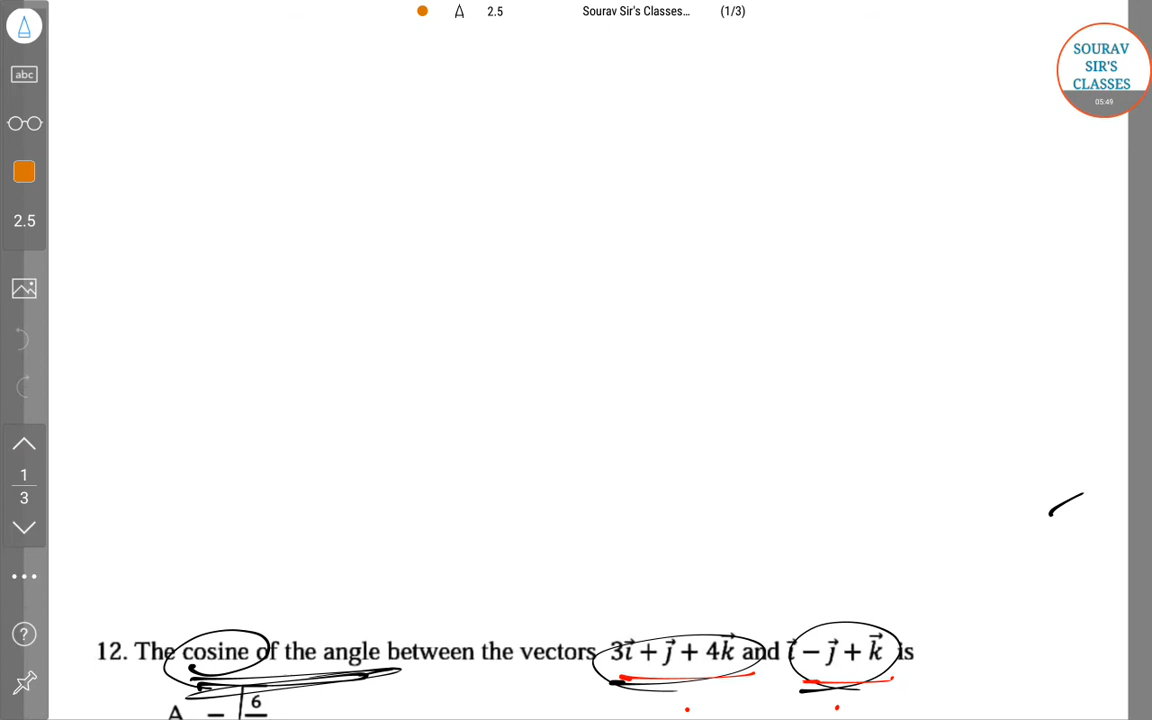 2.5 Sourav Sir's Classes... (1/3)
SOURAV
SIR'S
CLASSES
05:49
abc
2.5
1
3
?
12. The cosine of the angle between the vectors 3i⃗ + j⃗ + 4k⃗ and i⃗ − j⃗ + k⃗ is
A − 6